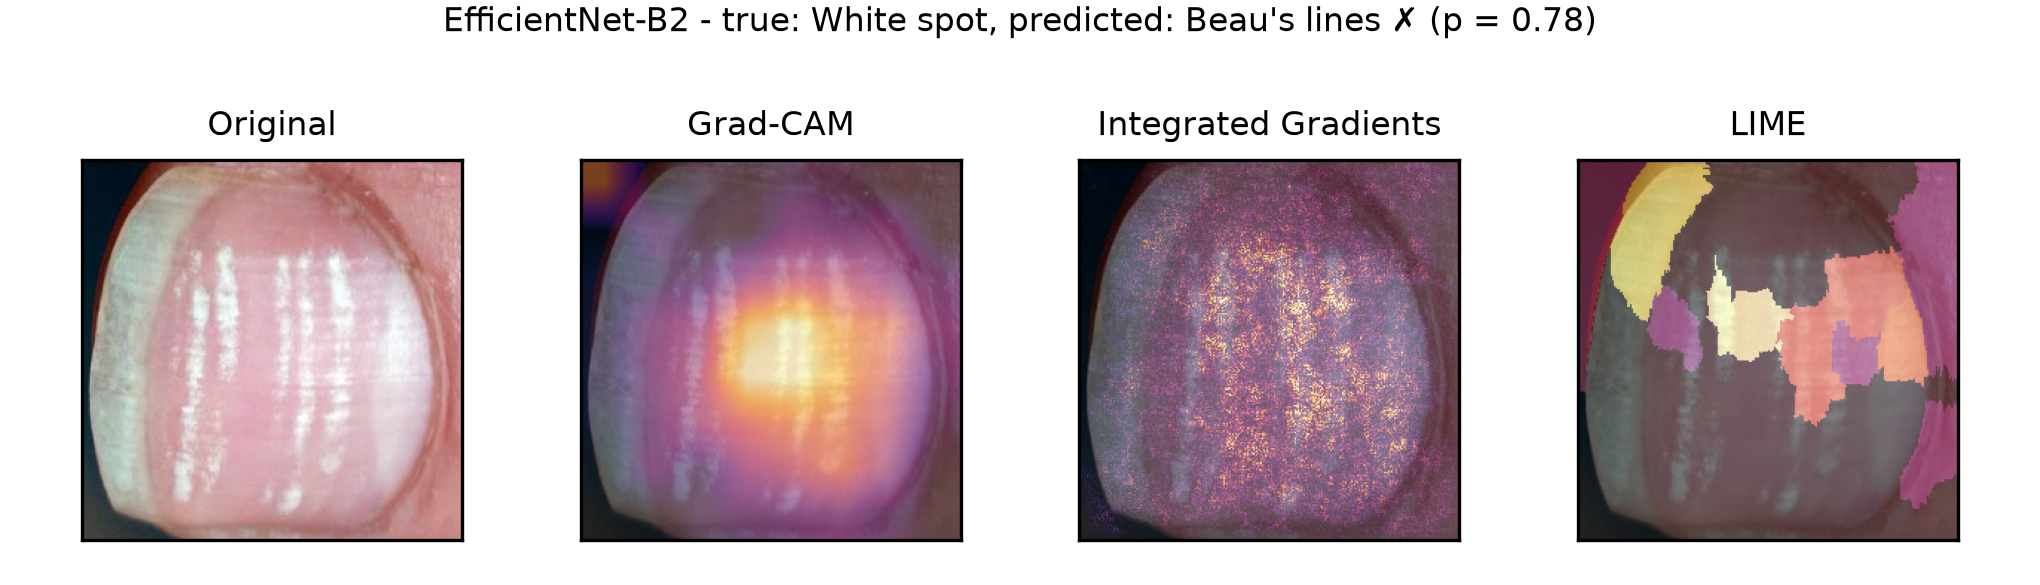 EfficientNet-B2 - true: White spot, predicted: Beau's lines ✗ (p = 0.78)
Original
Grad-CAM
Integrated Gradients
LIME